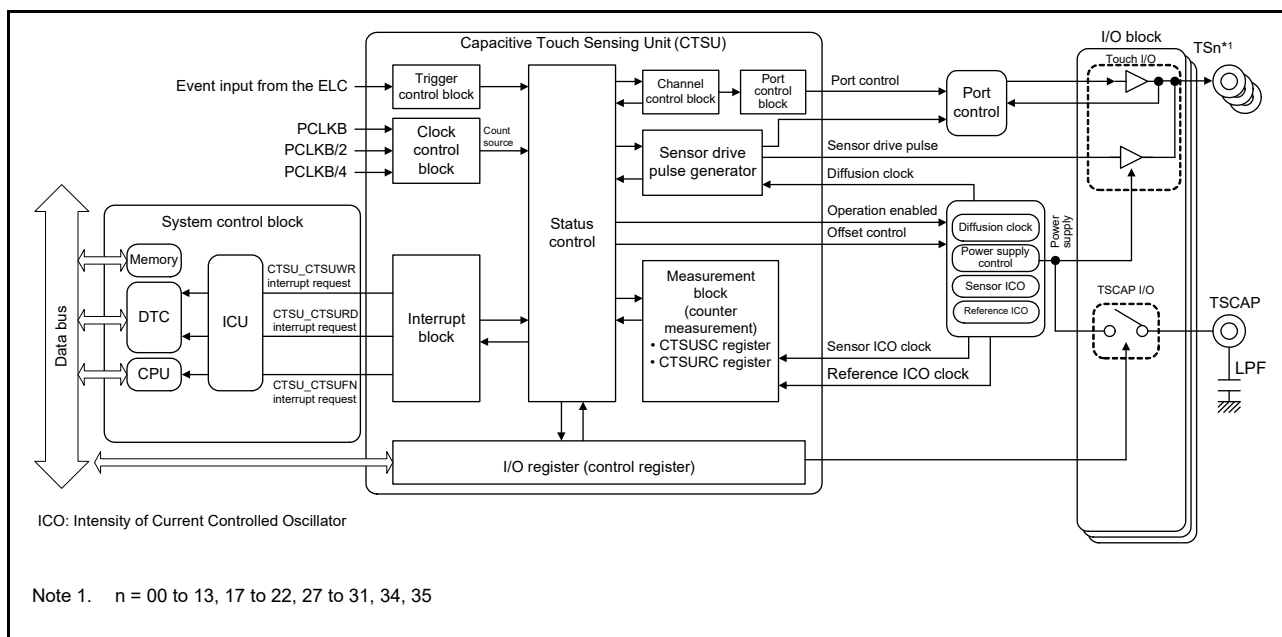 Capacitive Touch Sensing Unit (CTSU)
I/O block
TSn*1
Touch I/O
Event input from the ELC
Trigger
control block
Channel
control block
Port
control
block
Port control
Port
control
PCLKB
PCLKB/2
PCLKB/4
Clock
control
block
Count
source
Sensor drive
pulse generator
Sensor drive pulse
Diffusion clock
System control block
Status
control
Operation enabled
Offset control
Diffusion clock
Power supply
control
Sensor ICO
Reference ICO
Power
supply
Data bus
Memory
DTC
CPU
ICU
CTSU_CTSUWR
interrupt request
CTSU_CTSURD
interrupt request
CTSU_CTSUFN
interrupt request
Interrupt
block
Measurement
block
(counter
measurement)
• CTSUSC register
• CTSURC register
Sensor ICO clock
Reference ICO clock
TSCAP I/O
TSCAP
LPF
I/O register (control register)
ICO: Intensity of Current Controlled Oscillator
Note 1. n = 00 to 13, 17 to 22, 27 to 31, 34, 35